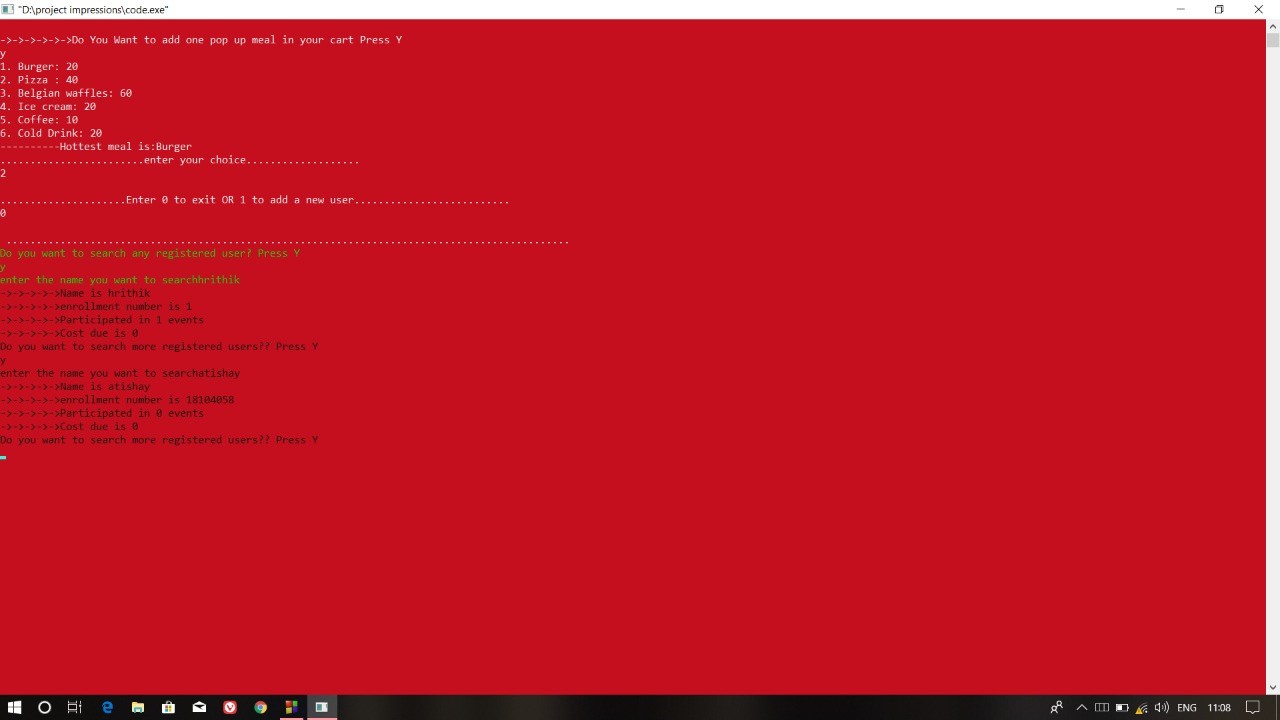 "D:\project impressions\code.exe"
->->->->->->Do You Want to add one pop up meal in your cart Press Y
y
1. Burger: 20
2. Pizza : 40
3. Belgian waffles: 60
4. Ice cream: 20
5. Coffee: 10
6. Cold Drink: 20
----------Hottest meal is:Burger
........................enter your choice...................
2
.....................Enter 0 to exit OR 1 to add a new user..........................
0
..............................................................................................
Do you want to search any registered user? Press Y
y
enter the name you want to searchhrithik
->->->->->Name is hrithik
->->->->->enrollment number is 1
->->->->->Participated in 1 events
->->->->->Cost due is 0
Do you want to search more registered users?? Press Y
y
enter the name you want to searchatishay
->->->->->Name is atishay
->->->->->enrollment number is 18104058
->->->->->Participated in 0 events
->->->->->Cost due is 0
Do you want to search more registered users?? Press Y
ENG 11:08